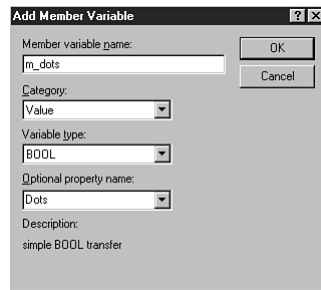 Add Member Variable
Member variable name:
OK
m_dots
Cancel
Category:
Value
Variable type:
BOOL
Optional property name:
Dots
Description:
simple BOOL transfer